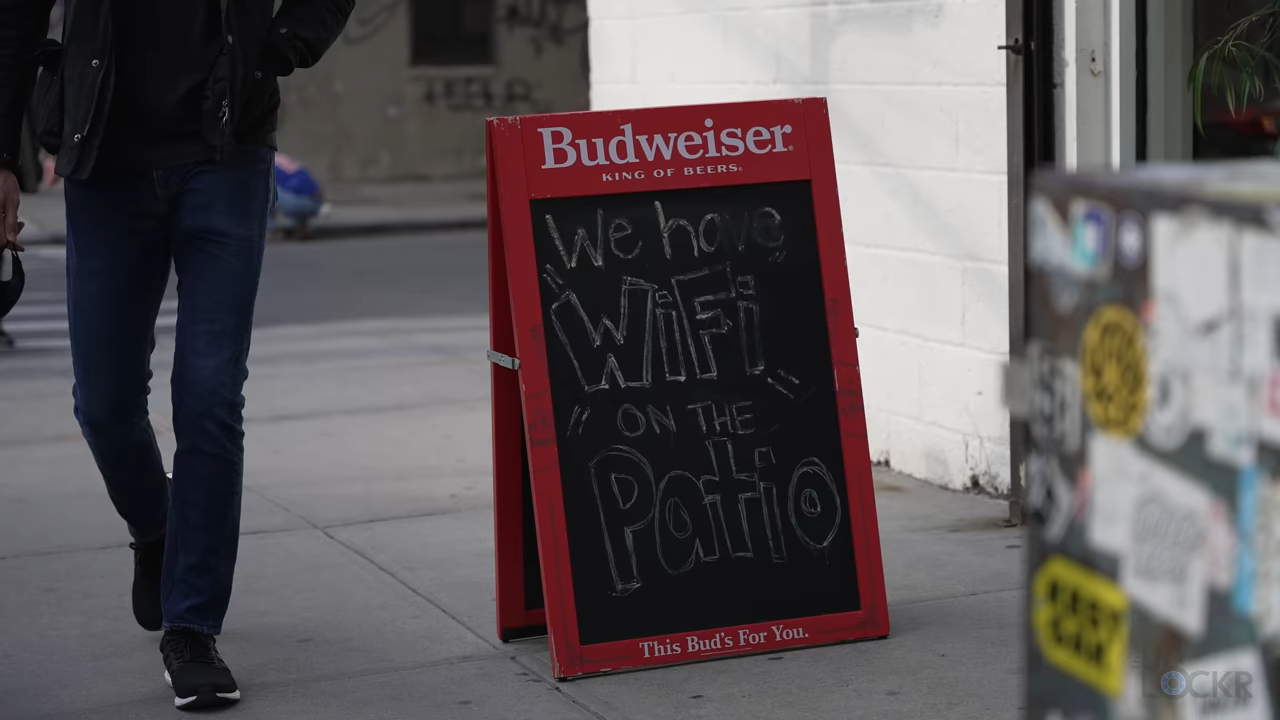 Budweiser
KING OF BEERS.
We have
"WiFi"
"ON THE
Patio
This Bud's For You.
LOCKR